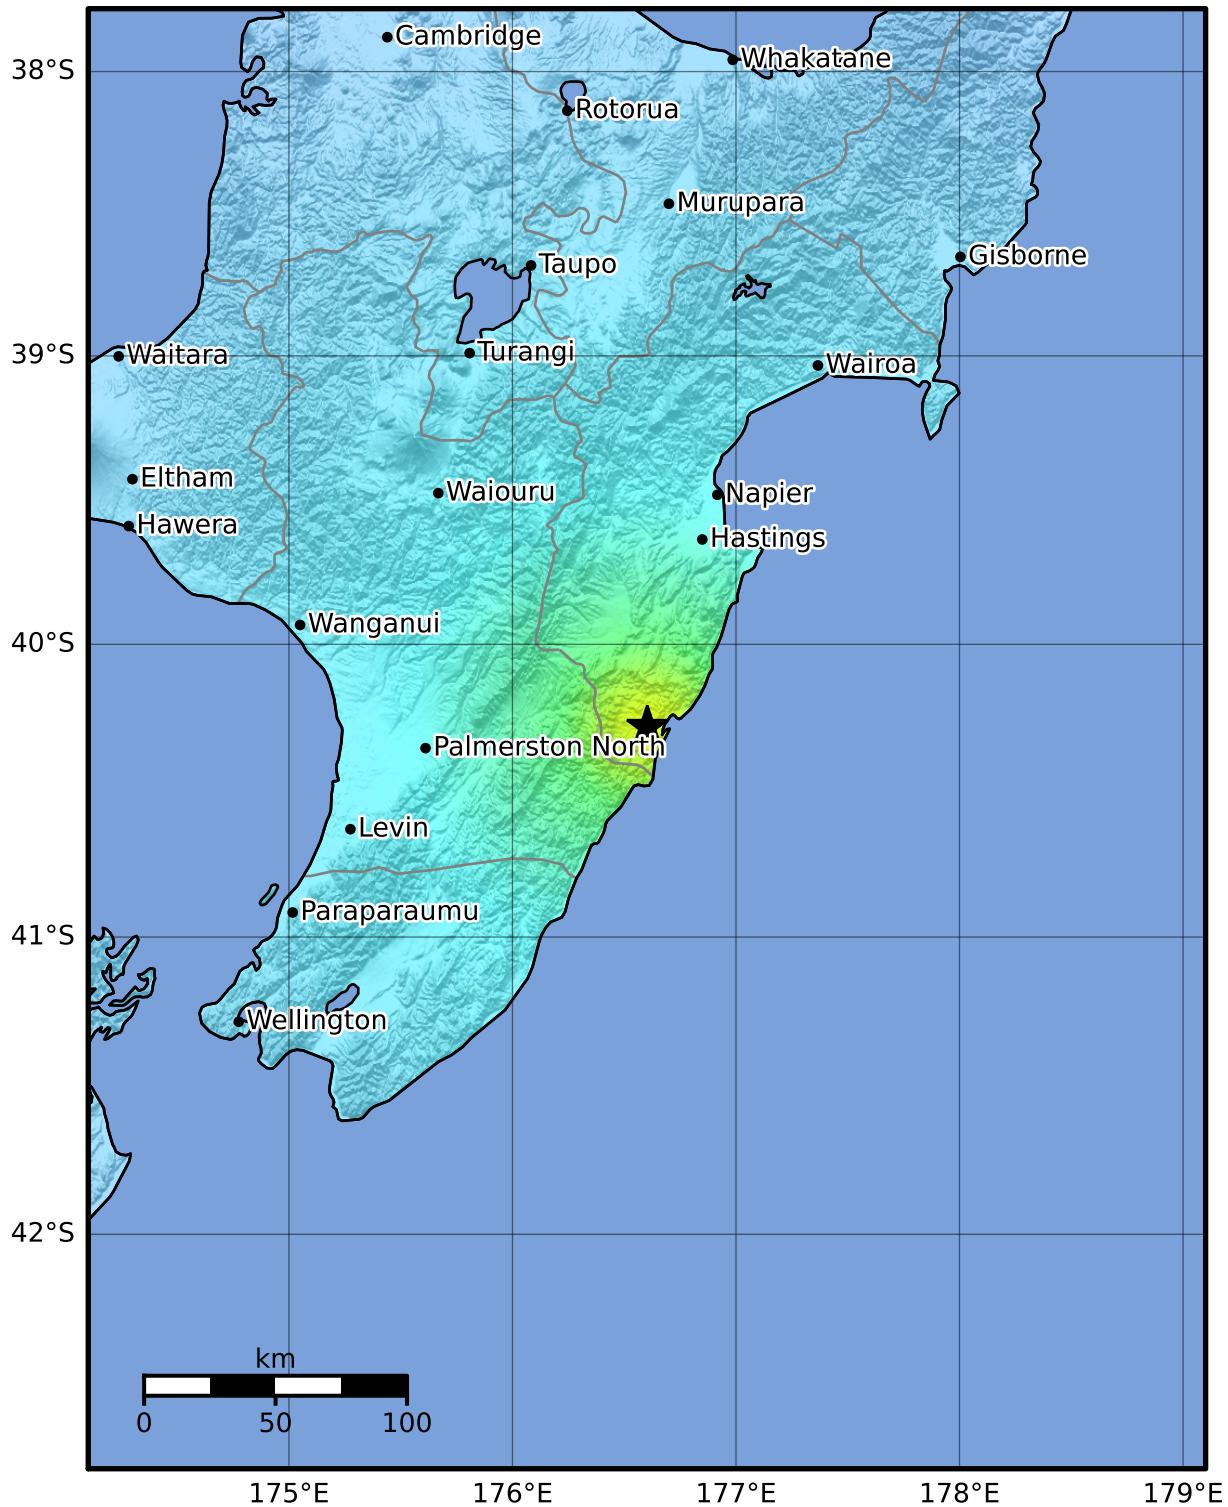 Cambridge
Whakatane
38°S
Rotorua
Murupara
Gisborne
Taupo
Turangi
39°S
Waitara
Wairoa
Eltham
Waiouru
Napier
Hawera
Hastings
Wanganui
40°S
Palmerston North
Levin
Paraparaumu
41°S
Wellington
42°S
km
0 50 100
175°E 176°E 177°E 178°E 179°E